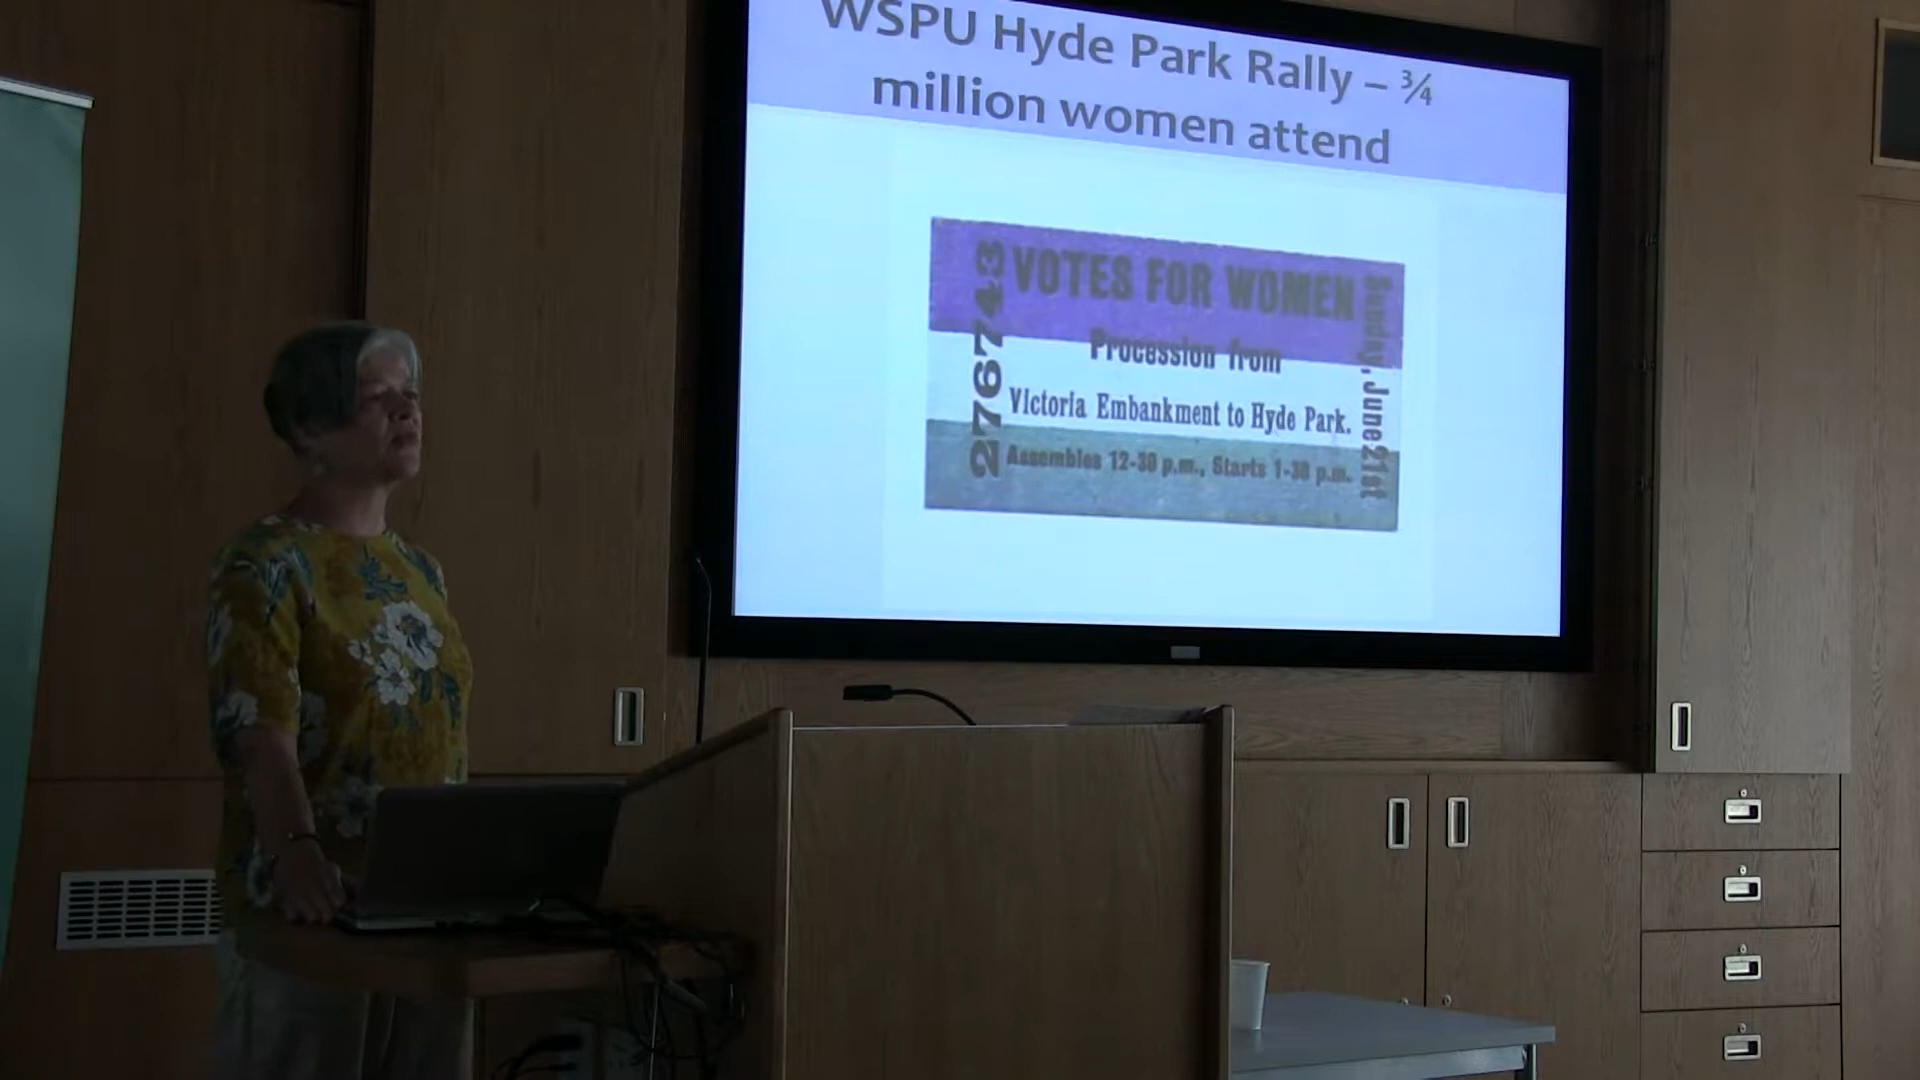 WSPU Hyde Park Rally – ¾
million women attend
276743
VOTES FOR WOMEN
Procession from
Victoria Embankment to Hyde Park.
Assembles 12-30 p.m., Starts 1-30 p.m.
Sunday, June 21st